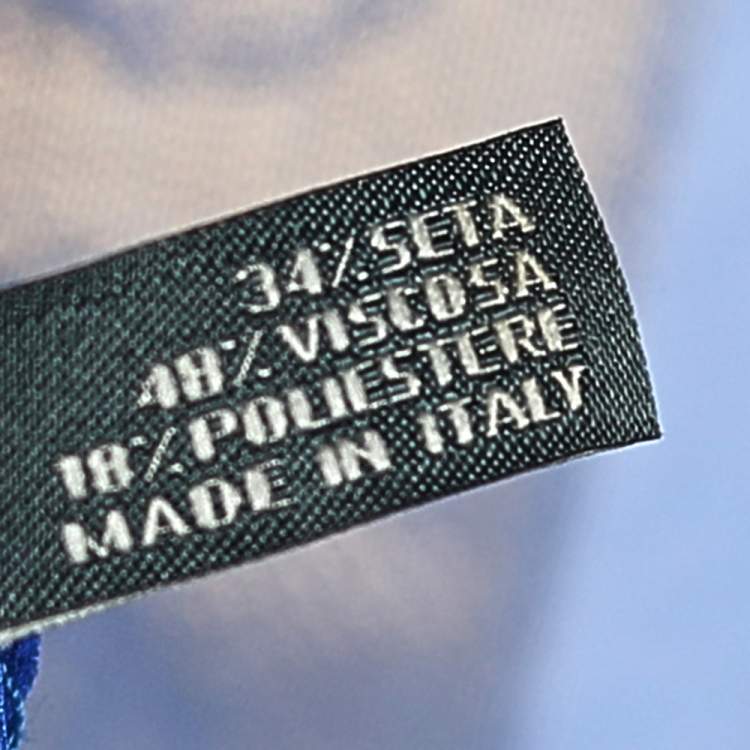 34% SETA
48% VISCOSA
18% POLIESTERE
MADE IN ITALY